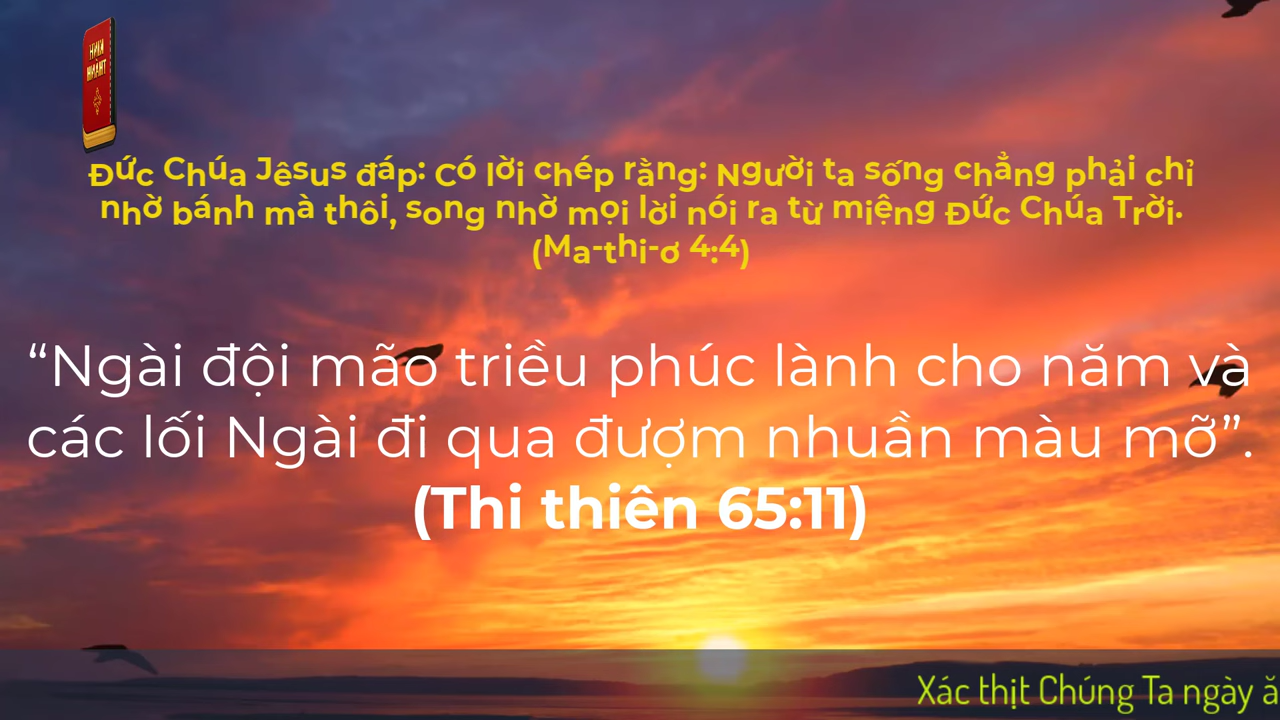 KINH
THÁNH
Đức Chúa Jêsus đáp: Có lời chép rằng: Người ta sống chẳng phải chỉ
nhờ bánh mà thôi, song nhờ mọi lời nói ra từ miệng Đức Chúa Trời.
(Ma-thi-ơ 4:4)
“Ngài đội mão triều phúc lành cho năm và
các lối Ngài đi qua đượm nhuần màu mỡ”.
(Thi thiên 65:11)
Xác thịt Chúng Ta ngày ă